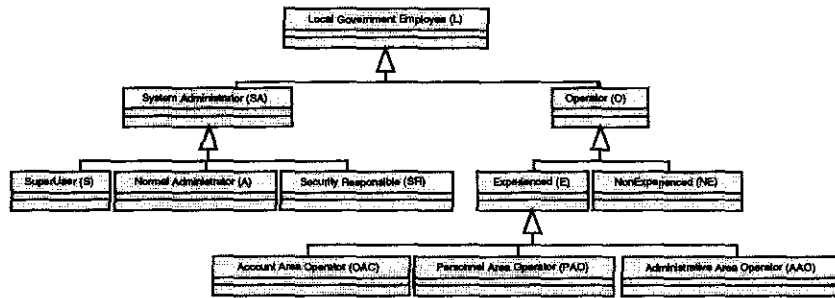 Local Government Employee (L)
System Administrator (SA)
Operator (O)
SuperUser (S)
Normal Administrator (A)
Security Responsible (SR)
Experienced (E)
NonExperienced (NE)
Account Area Operator (OAC)
Personnel Area Operator (PAO)
Administrative Area Operator (AAO)